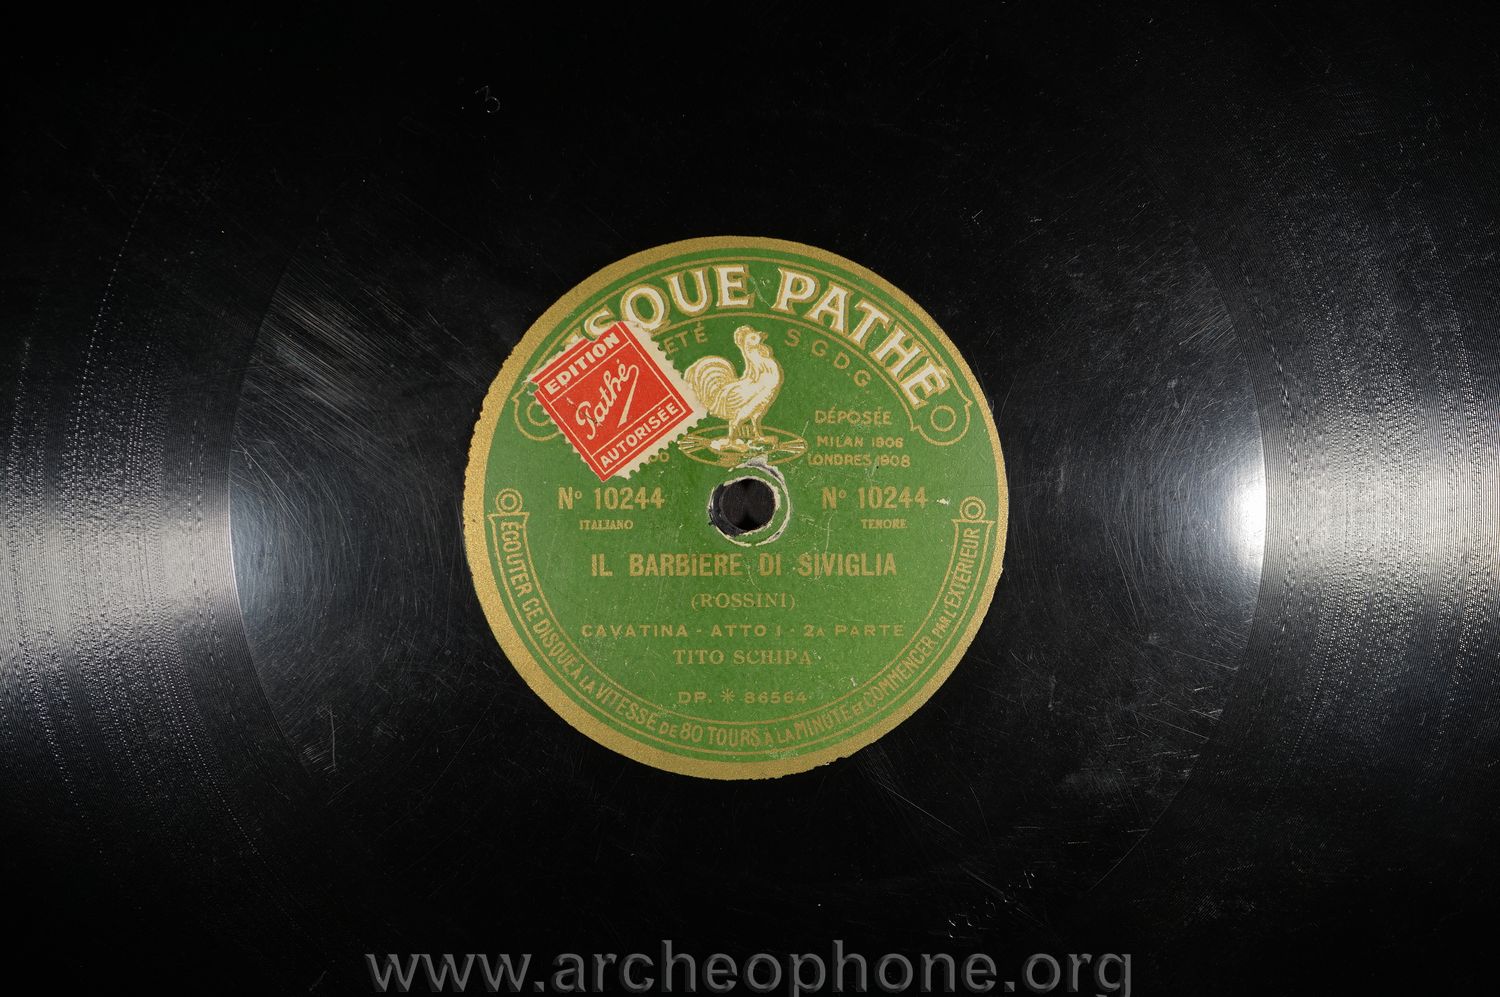 DISQUE PATHÉ
SGDG
EDITION
Pathé
AUTORISÉE
DÉPOSÉE
MILAN 1906
LONDRES 1908
No 10244
ITALIANO
No 10244
TENORE
IL BARBIERE DI SIVIGLIA
(ROSSINI)
CAVATINA - ATTO I - 2A PARTE
TITO SCHIPA
DP. * 86564
ÉCOUTER CE DISQUE À LA VITESSE DE 80 TOURS À LA MINUTE ET COMMENCER PAR L'EXTÉRIEUR
3
www.archeophone.org